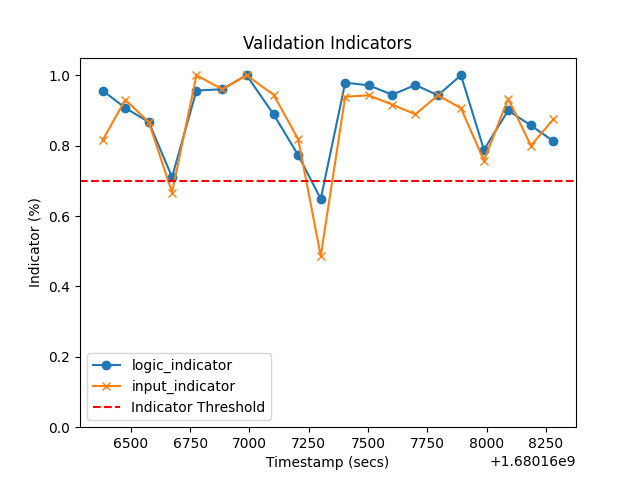 Validation Indicators
1.0
0.8
0.6
0.4
0.2
0.0
Indicator (%)
logic_indicator
input_indicator
Indicator Threshold
6500 6750 7000 7250 7500 7750 8000 8250
Timestamp (secs)
+1.68016e9